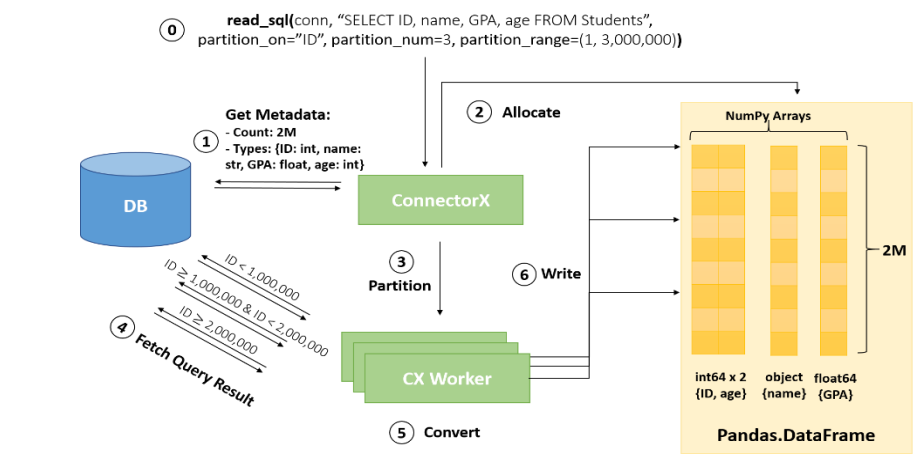 0
read_sql(conn, “SELECT ID, name, GPA, age FROM Students”,
partition_on=”ID”, partition_num=3, partition_range=(1, 3,000,000))
2 Allocate
Get Metadata:
1
- Count: 2M
- Types: {ID: int, name:
str, GPA: float, age: int}
DB
ConnectorX
3
Partition
ID < 1,000,000
ID ≥ 1,000,000 & ID < 2,000,000
ID ≥ 2,000,000
4 Fetch Query Result
CX Worker
5 Convert
6 Write
NumPy Arrays
2M
int64 x 2
{ID, age}
object
{name}
float64
{GPA}
Pandas.DataFrame